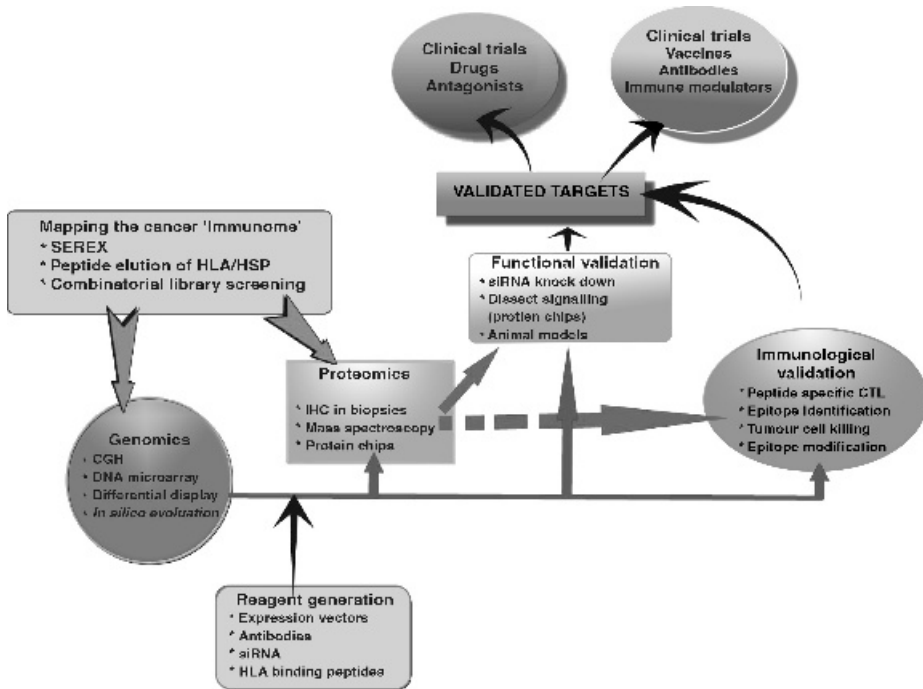 Clinical trials
Drugs
Antagonists
Clinical trials
Vaccines
Antibodies
Immune modulators
VALIDATED TARGETS
Mapping the cancer 'Immunome'
* SEREX
* Peptide elution of HLA/HSP
* Combinatorial library screening
Functional validation
* siRNA knock down
* Dissect signalling
(protien chips)
* Animal models
Proteomics
* IHC in biopsies
* Mass spectroscopy
* Protein chips
Immunological
validation
* Peptide specific CTL
* Epitope Identification
* Tumour cell killing
* Epitope modification
Genomics
* CGH
* DNA microarray
* Differential display
* In silico evaluation
Reagent generation
* Expression vectors
* Antibodies
* siRNA
* HLA binding peptides